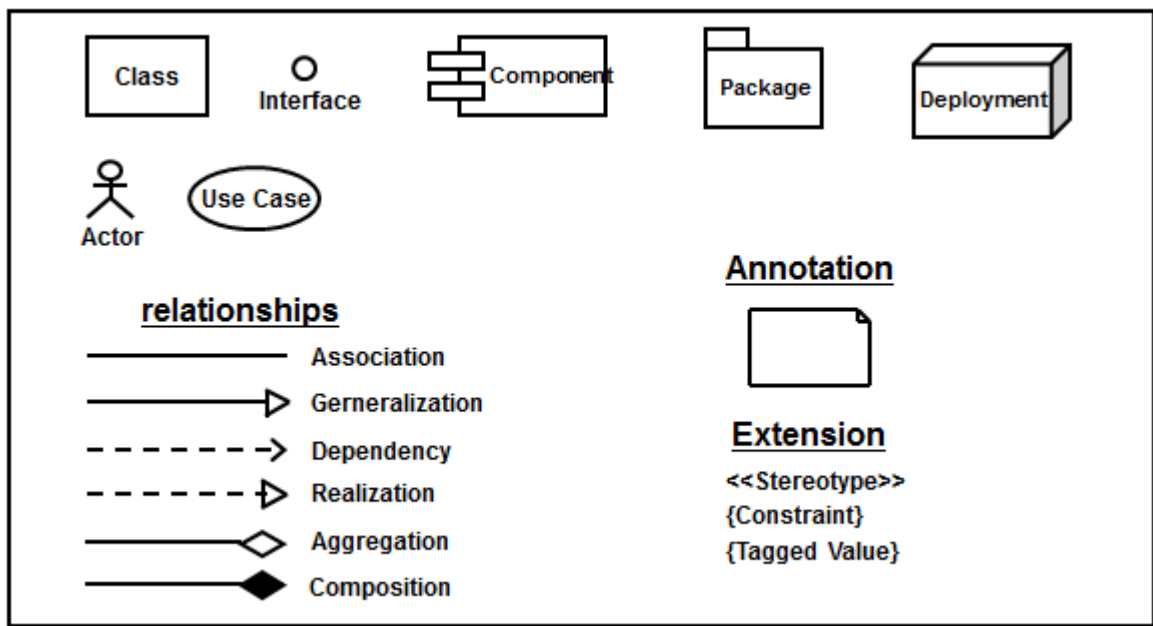 Class
Interface
Component
Package
Deployment
Actor
Use Case
Annotation
relationships
Association
Gerneralization
Dependency
Realization
Aggregation
Composition
Extension
<<Stereotype>>
{Constraint}
{Tagged Value}